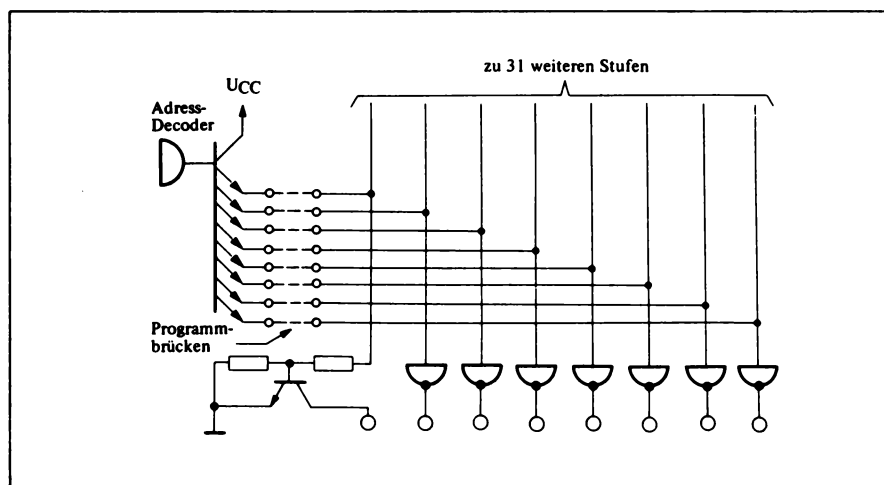 zu 31 weiteren Stufen
UCC
Adress-
Decoder
Programm-
brücken